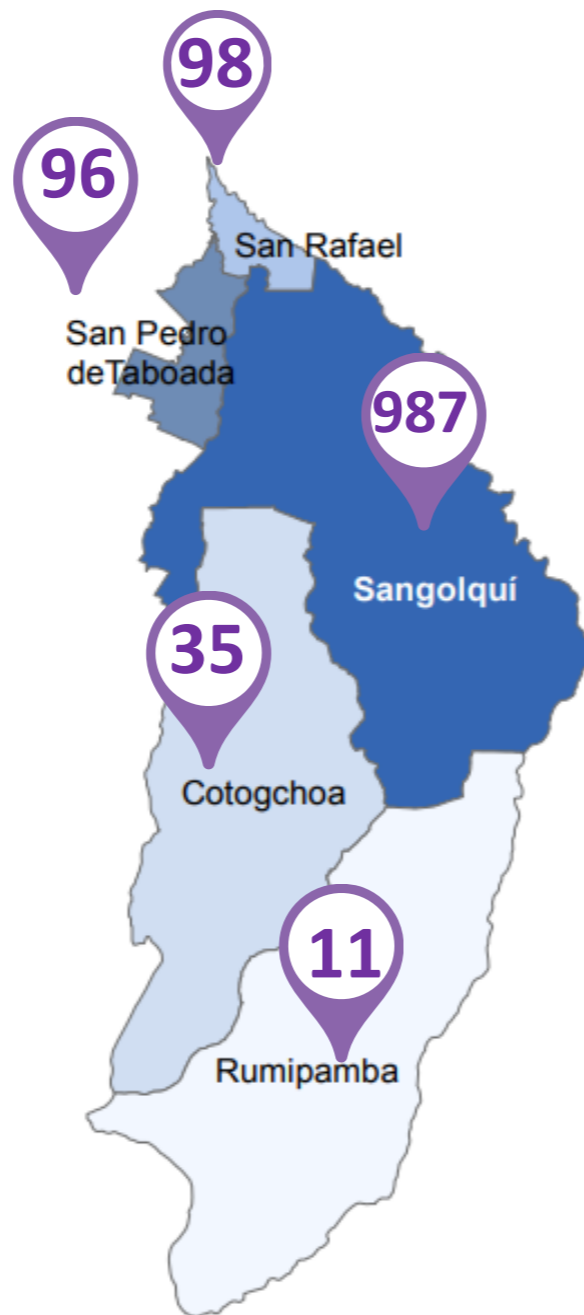 98
96
San Rafael
San Pedro
deTaboada
987
Sangolquí
35
Cotogchoa
11
Rumipamba